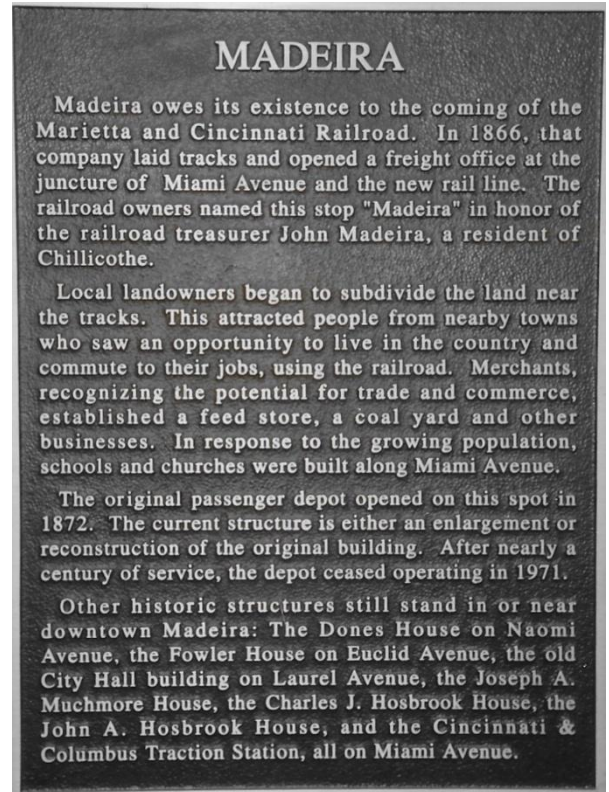 MADEIRA
Madeira owes its existence to the coming of the
Marietta and Cincinnati Railroad. In 1866, that
company laid tracks and opened a freight office at the
juncture of Miami Avenue and the new rail line. The
railroad owners named this stop "Madeira" in honor of
the railroad treasurer John Madeira, a resident of
Chillicothe.
Local landowners began to subdivide the land near
the tracks. This attracted people from nearby towns
who saw an opportunity to live in the country and
commute to their jobs, using the railroad. Merchants,
recognizing the potential for trade and commerce,
established a feed store, a coal yard and other
businesses. In response to the growing population,
schools and churches were built along Miami Avenue.
The original passenger depot opened on this spot in
1872. The current structure is either an enlargement or
reconstruction of the original building. After nearly a
century of service, the depot ceased operating in 1971.
Other historic structures still stand in or near
downtown Madeira: The Dones House on Naomi
Avenue, the Fowler House on Euclid Avenue, the old
City Hall building on Laurel Avenue, the Joseph A.
Muchmore House, the Charles J. Hosbrook House, the
John A. Hosbrook House, and the Cincinnati &
Columbus Traction Station, all on Miami Avenue.